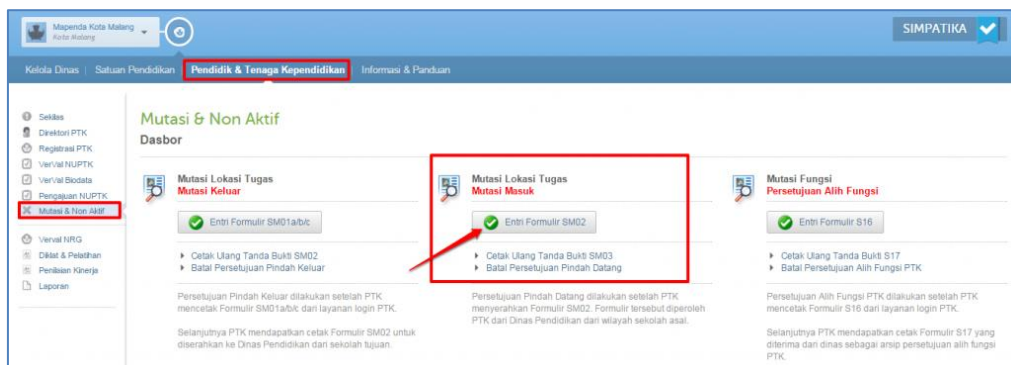 Mapenda Kota Malang
Kota Malang
SIMPATIKA
Kelola Dinas | Satuan Pendidikan | Pendidik & Tenaga Kependidikan | Informasi & Panduan
Sekilas
Direktori PTK
Registrasi PTK
VerVal NUPTK
VerVal Biodata
Pengajuan NUPTK
Mutasi & Non Aktif
Verval NRG
Diklat & Pelatihan
Penilaian Kinerja
Laporan
Mutasi & Non Aktif
Dasbor
Mutasi Lokasi Tugas
Mutasi Keluar
Entri Formulir SM01a/b/c
Cetak Ulang Tanda Bukti SM02
Batal Persetujuan Pindah Keluar
Persetujuan Pindah Keluar dilakukan setelah PTK
mencetak Formulir SM01a/b/c dari layanan login PTK.
Selanjutnya PTK mendapatkan cetak Formulir SM02 untuk
diserahkan ke Dinas Pendidikan dari sekolah tujuan.
Mutasi Lokasi Tugas
Mutasi Masuk
Entri Formulir SM02
Cetak Ulang Tanda Bukti SM03
Batal Persetujuan Pindah Datang
Persetujuan Pindah Datang dilakukan setelah PTK
menyerahkan Formulir SM02. Formulir tersebut diperoleh
PTK dari Dinas Pendidikan dari wilayah sekolah asal.
Mutasi Fungsi
Persetujuan Alih Fungsi
Entri Formulir S16
Cetak Ulang Tanda Bukti S17
Batal Persetujuan Alih Fungsi PTK
Persetujuan Alih Fungsi PTK dilakukan setelah PTK
mencetak Formulir S16 dari layanan login PTK.
Selanjutnya PTK mendapatkan cetak Formulir S17 yang
diterima dari dinas sebagai arsip persetujuan alih fungsi
PTK.